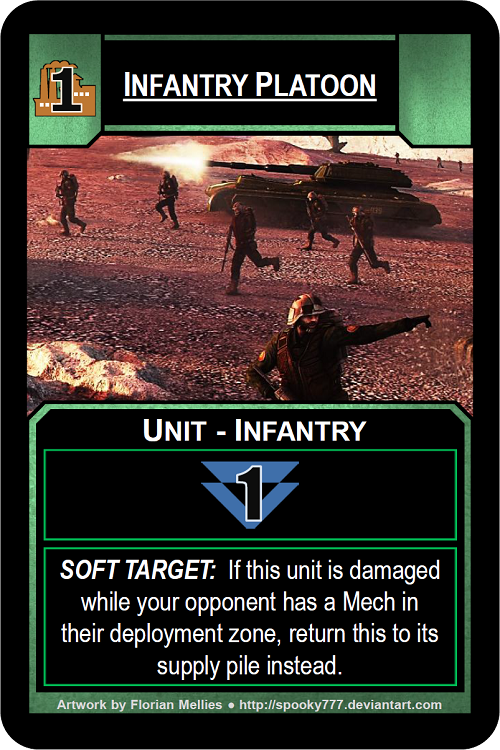 1
INFANTRY PLATOON
UNIT - INFANTRY
1
SOFT TARGET: If this unit is damaged
while your opponent has a Mech in
their deployment zone, return this to its
supply pile instead.
Artwork by Florian Mellies ● http://spooky777.deviantart.com